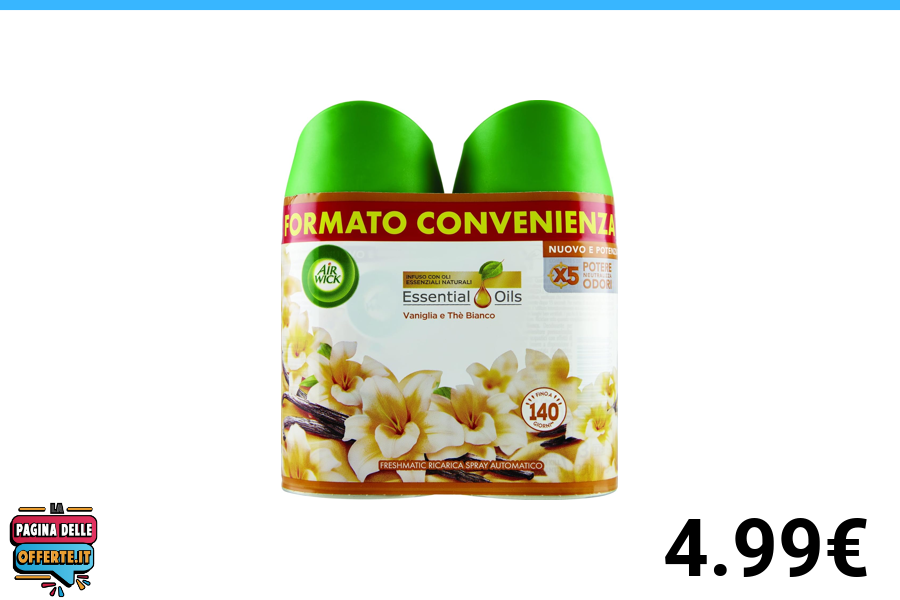 FORMATO CONVENIENZA
NUOVO E POTENZ
AIR
WICK
X5
POTERE
NEUTRALIZZA
ODORI
INFUSO CON OLI
ESSENZIALI NATURALI
Essential Oils
Vaniglia e Thè Bianco
FINO A
140
GIORNI*
FRESHMATIC RICARICA SPRAY AUTOMATICO
LA
PAGINA DELLE
OFFERTE.IT
4.99€